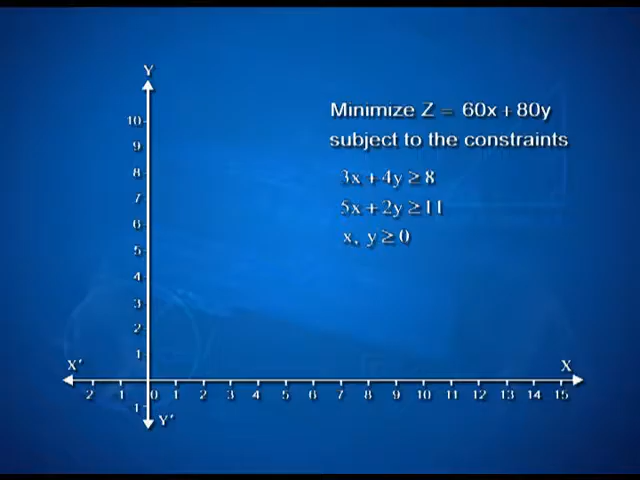 Y
Minimize Z = 60x + 80y
subject to the constraints
3x + 4y ≥ 8
5x + 2y ≥ 11
x, y ≥ 0
10
9
8
7
6
5
4
3
2
1
X′ X
2 1 0 1 2 3 4 5 6 7 8 9 10 11 12 13 14 15
1
Y′